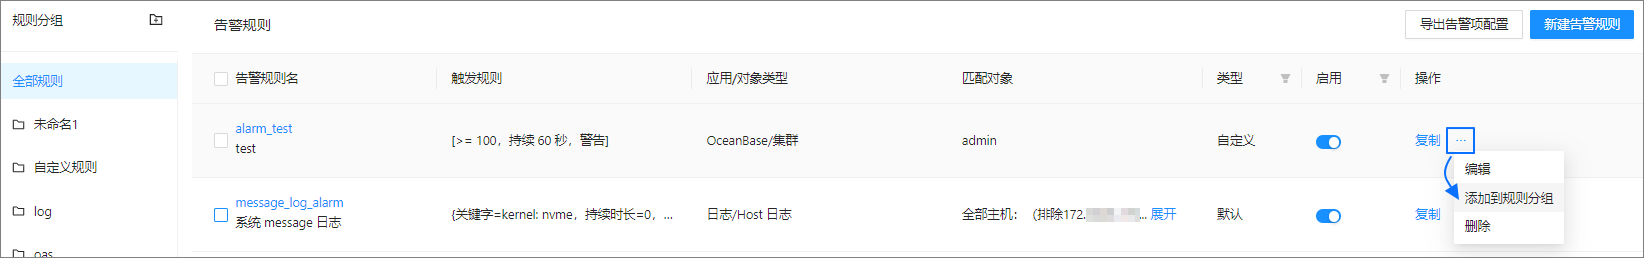 规则分组
全部规则
未命名1
自定义规则
log
oas
告警规则
导出告警项配置
新建告警规则
告警规则名 触发规则 应用/对象类型 匹配对象 类型 启用 操作
alarm_test
test
[>= 100，持续 60 秒，警告]
OceanBase/集群
admin
自定义
复制 ...
编辑
添加到规则分组
删除
message_log_alarm
系统 message 日志
{关键字=kernel: nvme，持续时长=0，...
日志/Host 日志
全部主机：（排除172. ... 展开
默认
复制